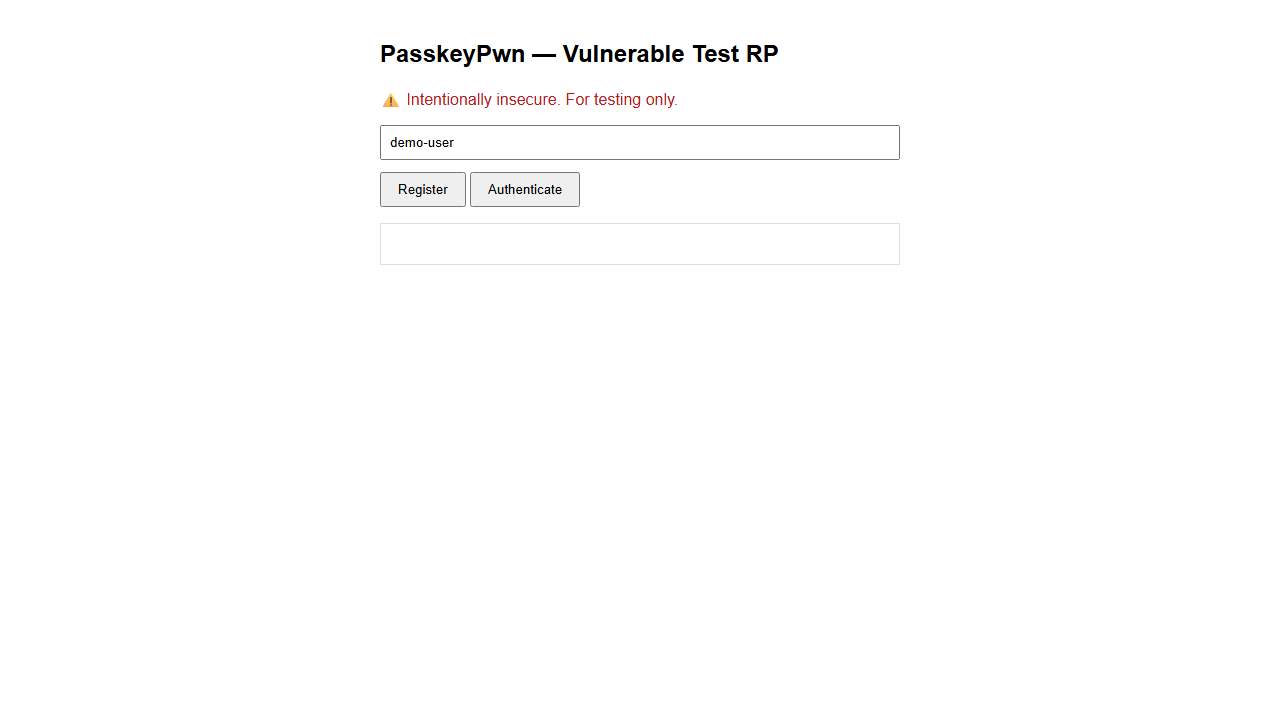 PasskeyPwn — Vulnerable Test RP
⚠️ Intentionally insecure. For testing only.
demo-user
Register Authenticate